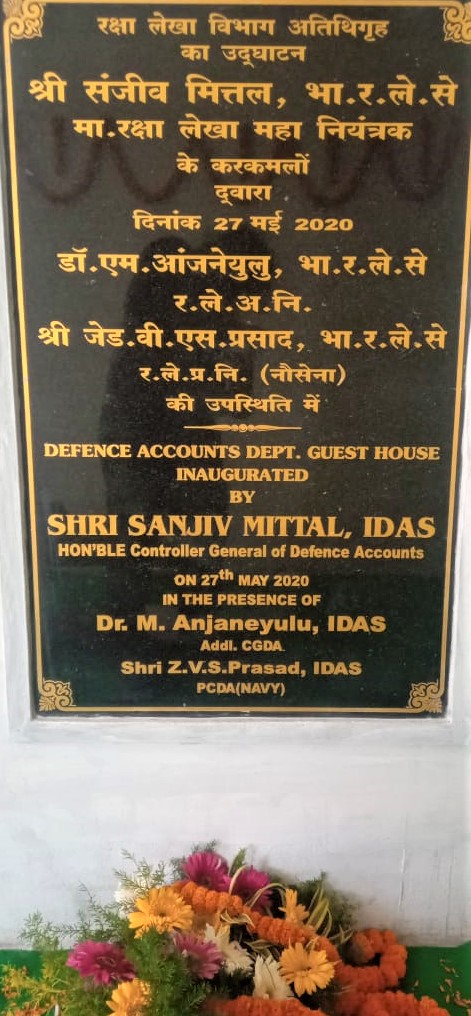 रक्षा लेखा विभाग अतिथिगृह
का उद्घाटन
श्री संजीव मित्तल, भा.र.ले.से
मा.रक्षा लेखा महा नियंत्रक
के करकमलों
द्वारा
दिनांक 27 मई 2020
डॉ.एम.आंजनेयुलु, भा.र.ले.से
र.ले.अ.नि.
श्री जेड.वी.एस.प्रसाद, भा.र.ले.से
र.ले.प्र.नि. (नौसेना)
की उपस्थिति में
DEFENCE ACCOUNTS DEPT. GUEST HOUSE
INAUGURATED
BY
SHRI SANJIV MITTAL, IDAS
HON'BLE Controller General of Defence Accounts
ON 27th MAY 2020
IN THE PRESENCE OF
Dr. M. Anjaneyulu, IDAS
Addl. CGDA
Shri Z.V.S.Prasad, IDAS
PCDA(NAVY)